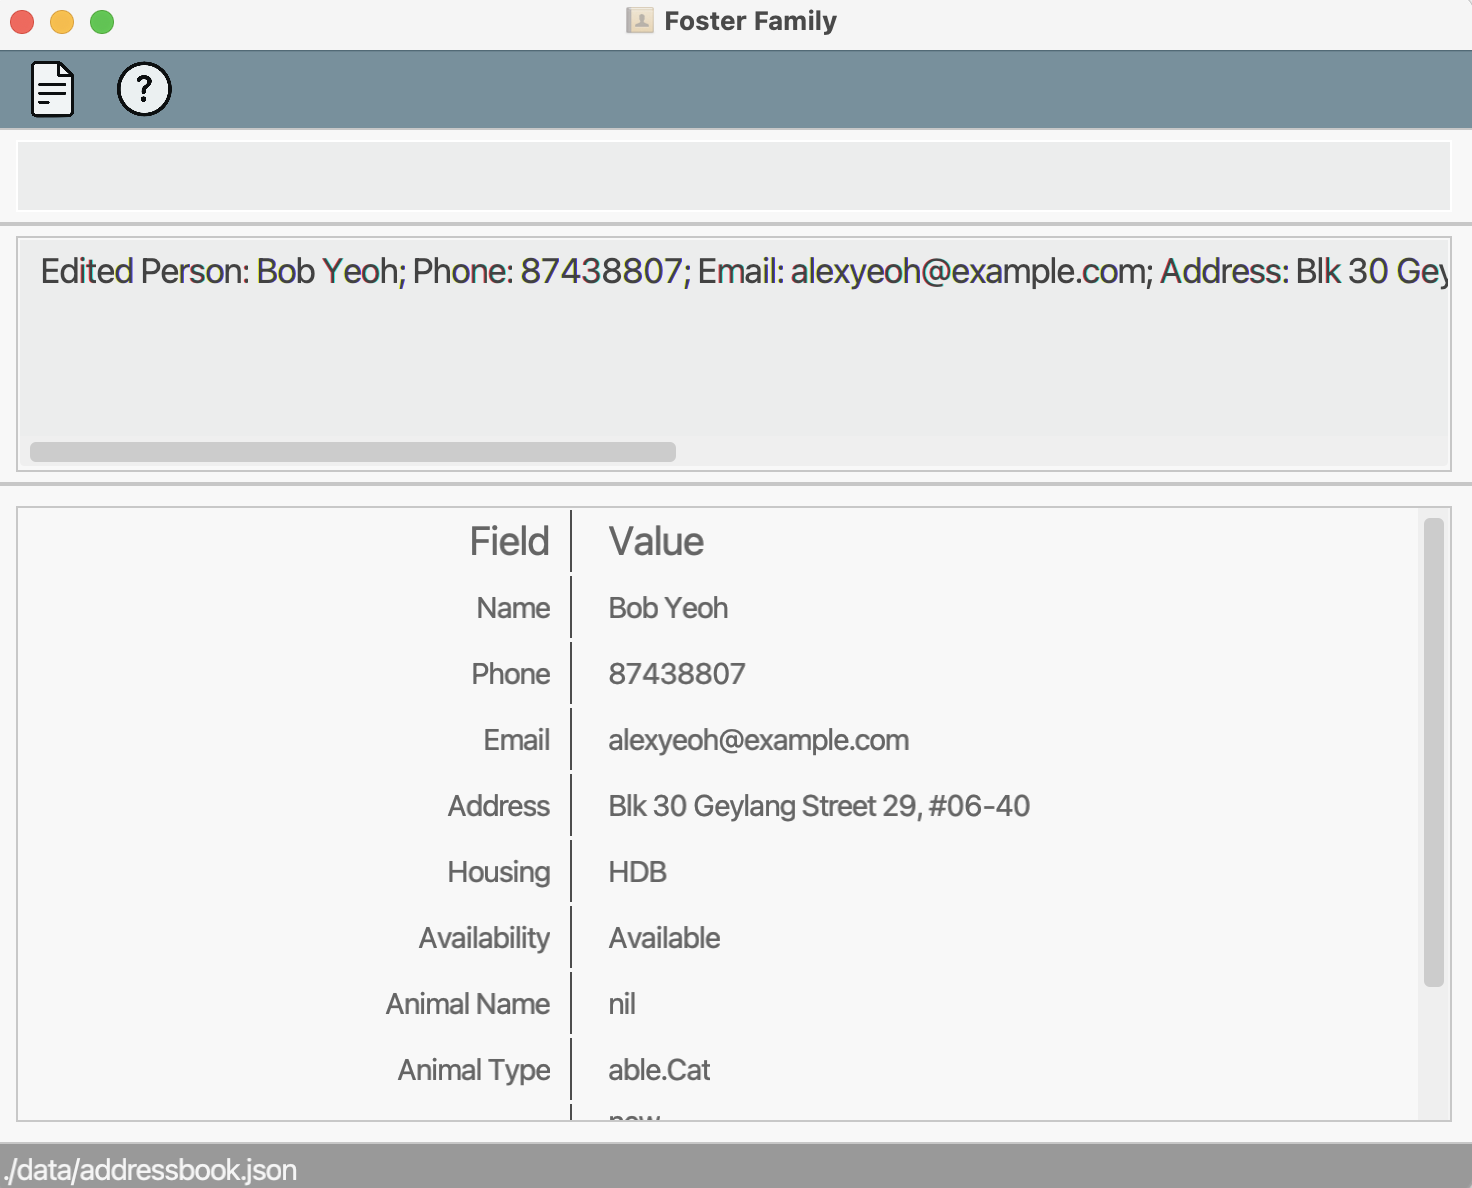 Foster Family
?
Edited Person: Bob Yeoh; Phone: 87438807; Email: alexyeoh@example.com; Address: Blk 30 Gey
Field Value
Name Bob Yeoh
Phone 87438807
Email alexyeoh@example.com
Address Blk 30 Geylang Street 29, #06-40
Housing HDB
Availability Available
Animal Name nil
Animal Type able.Cat
./data/addressbook.json